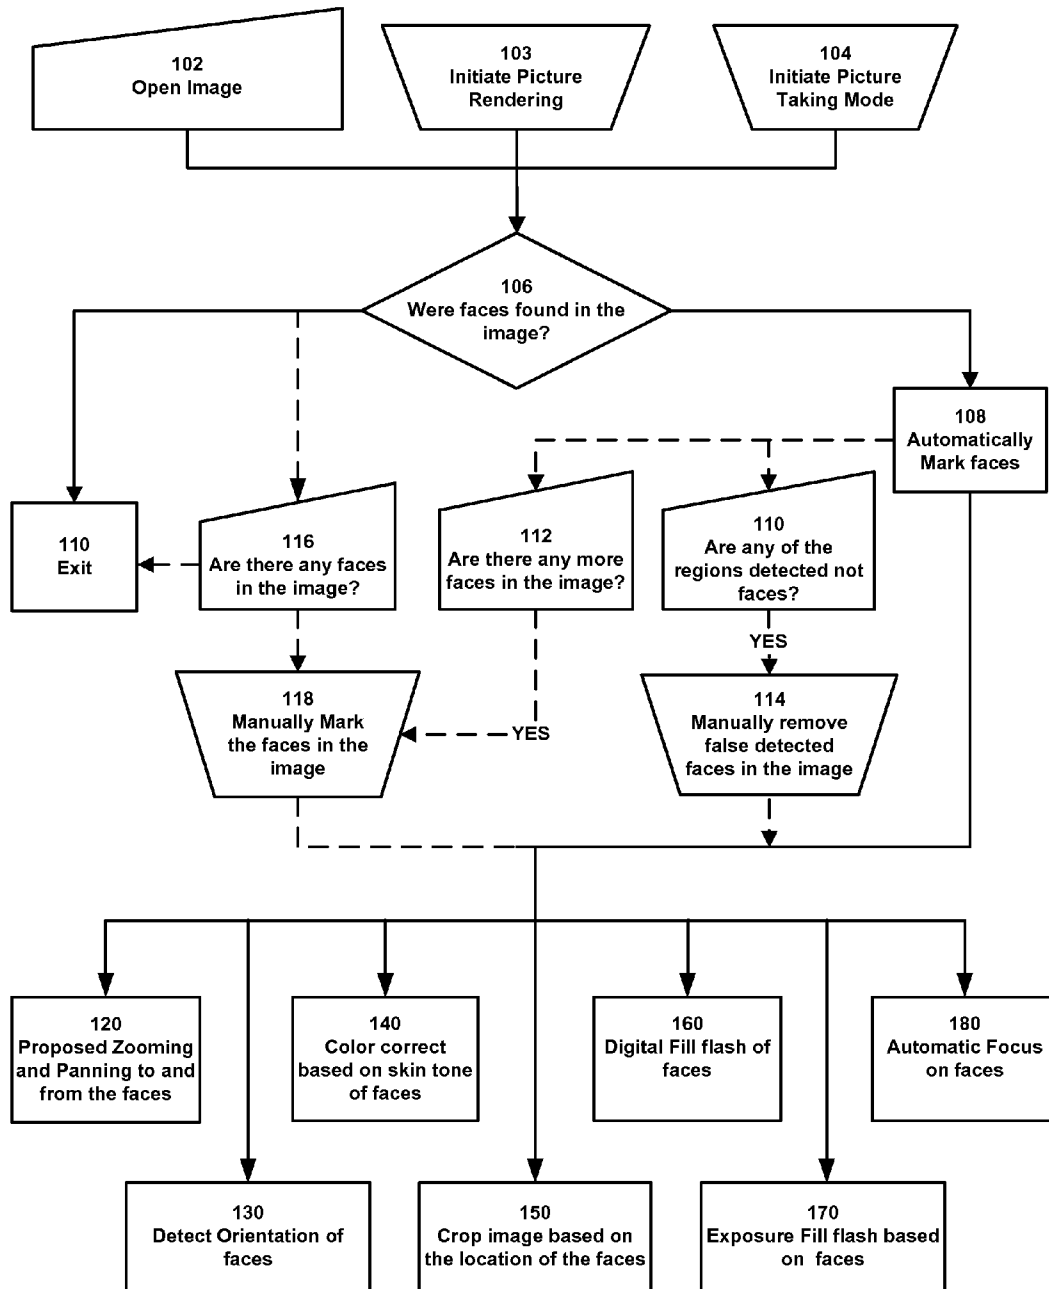 102
Open Image
103
Initiate Picture
Rendering
104
Initiate Picture
Taking Mode
106
Were faces found in the
image?
108
Automatically
Mark faces
110
Exit
116
Are there any faces
in the image?
112
Are there any more
faces in the image?
110
Are any of the
regions detected not
faces?
YES
118
Manually Mark
the faces in the
image
YES
114
Manually remove
false detected
faces in the image
120
Proposed Zooming
and Panning to and
from the faces
140
Color correct
based on skin tone
of faces
160
Digital Fill flash of
faces
180
Automatic Focus
on faces
130
Detect Orientation of
faces
150
Crop image based on
the location of the faces
170
Exposure Fill flash based
on faces